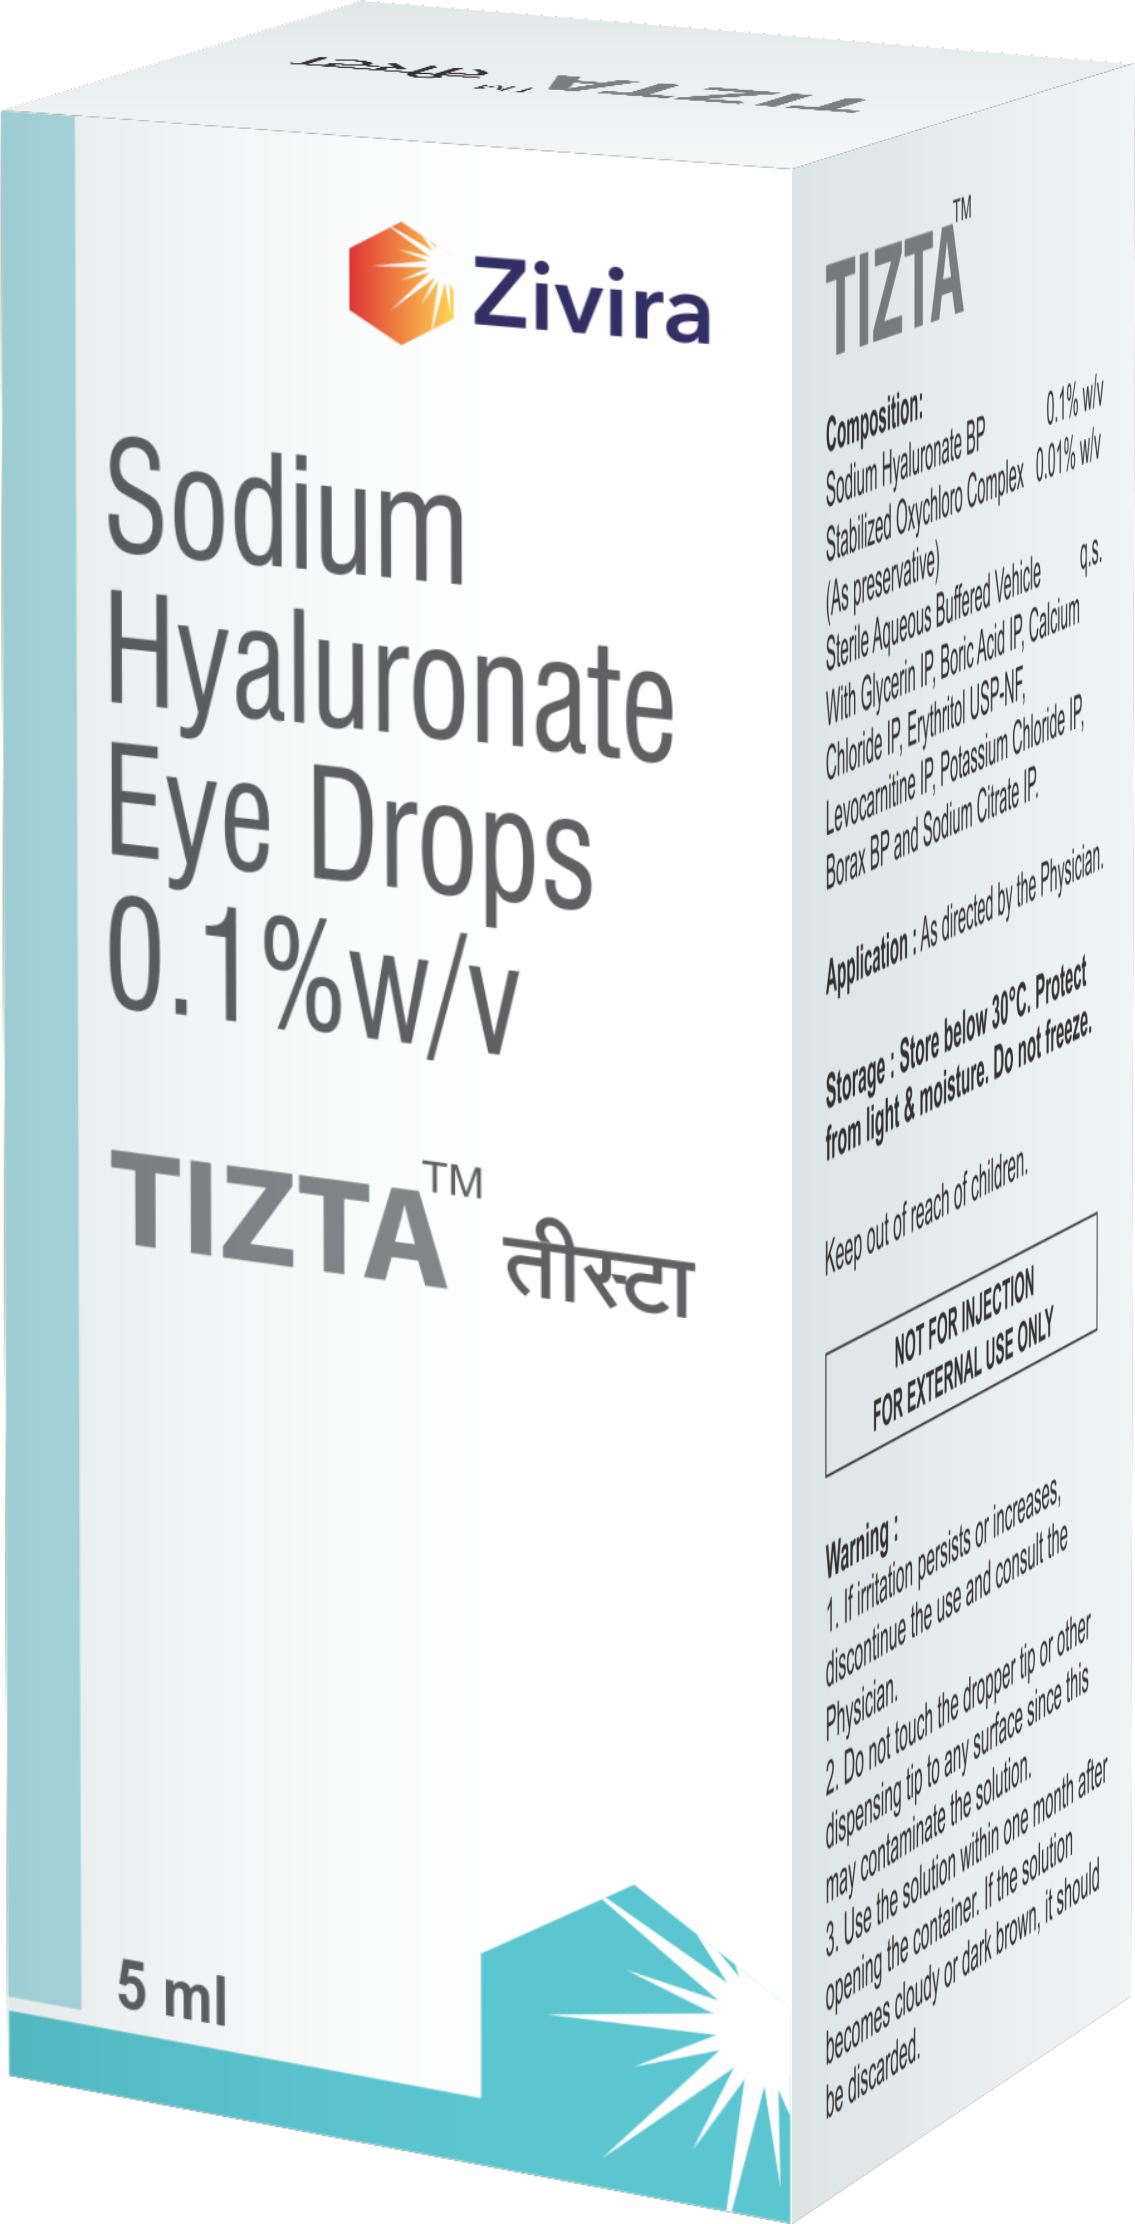 तीस्टा TM TIZTA
Zivira
Sodium
Hyaluronate
Eye Drops
0.1%w/v
TIZTA™ तीस्टा
5 ml
TIZTA™
Composition:
Sodium Hyaluronate BP 0.1% w/v
Stabilized Oxychloro Complex 0.01% w/v
(As preservative)
Sterile Aqueous Buffered Vehicle q.s.
With Glycerin IP, Boric Acid IP, Calcium
Chloride IP, Erythritol USP-NF,
Levocarnitine IP, Potassium Chloride IP,
Borax BP and Sodium Citrate IP.
Application : As directed by the Physician.
Storage : Store below 30°C. Protect
from light & moisture. Do not freeze.
Keep out of reach of children.
NOT FOR INJECTION
FOR EXTERNAL USE ONLY
Warning :
1. If irritation persists or increases,
discontinue the use and consult the
Physician.
2. Do not touch the dropper tip or other
dispensing tip to any surface since this
may contaminate the solution.
3. Use the solution within one month after
opening the container. If the solution
becomes cloudy or dark brown, it should
be discarded.